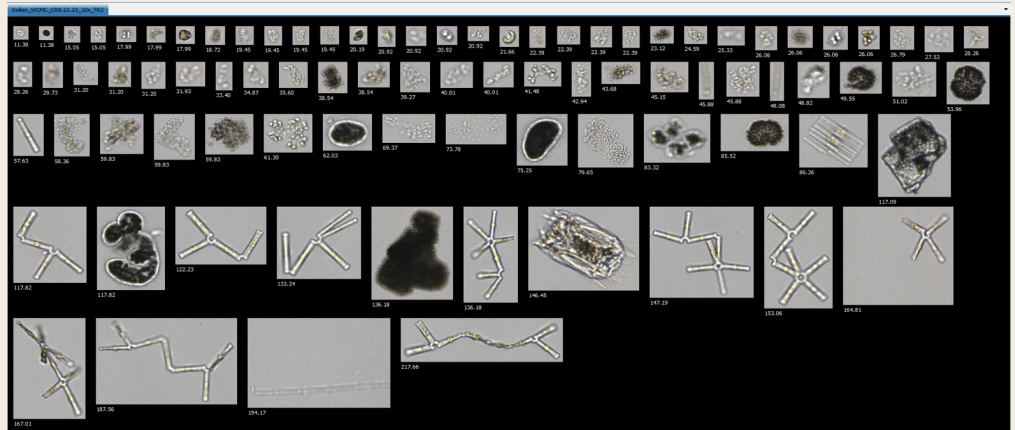 Indian_WCMC_GR8.21:21_10x_TR2
11.38 11.38 15.05 15.05 17.99 17.99 17.99 18.72 19.45 19.45 19.45 19.45 20.19 20.92 20.92 20.92 20.92 21.66 22.39 22.39 22.39 22.39 23.12 24.59 25.33 26.06 26.06 26.06 26.06 26.79 27.53 28.26
28.26 29.73 31.20 31.20 31.20 31.93 33.40 34.87 35.60 38.54 38.54 39.27 40.01 40.01 41.48 42.94 43.68 45.15 45.88 45.88 48.08 48.82 49.55 51.02 53.96
57.63 58.36 59.83 59.83 59.83 61.30 62.03 69.37 73.78 75.25 79.65 83.32 85.52 86.26 117.09
117.82 117.82 122.23 133.24 136.18 136.18 146.45 147.19 153.06 164.81
167.01 187.56 194.17 217.66